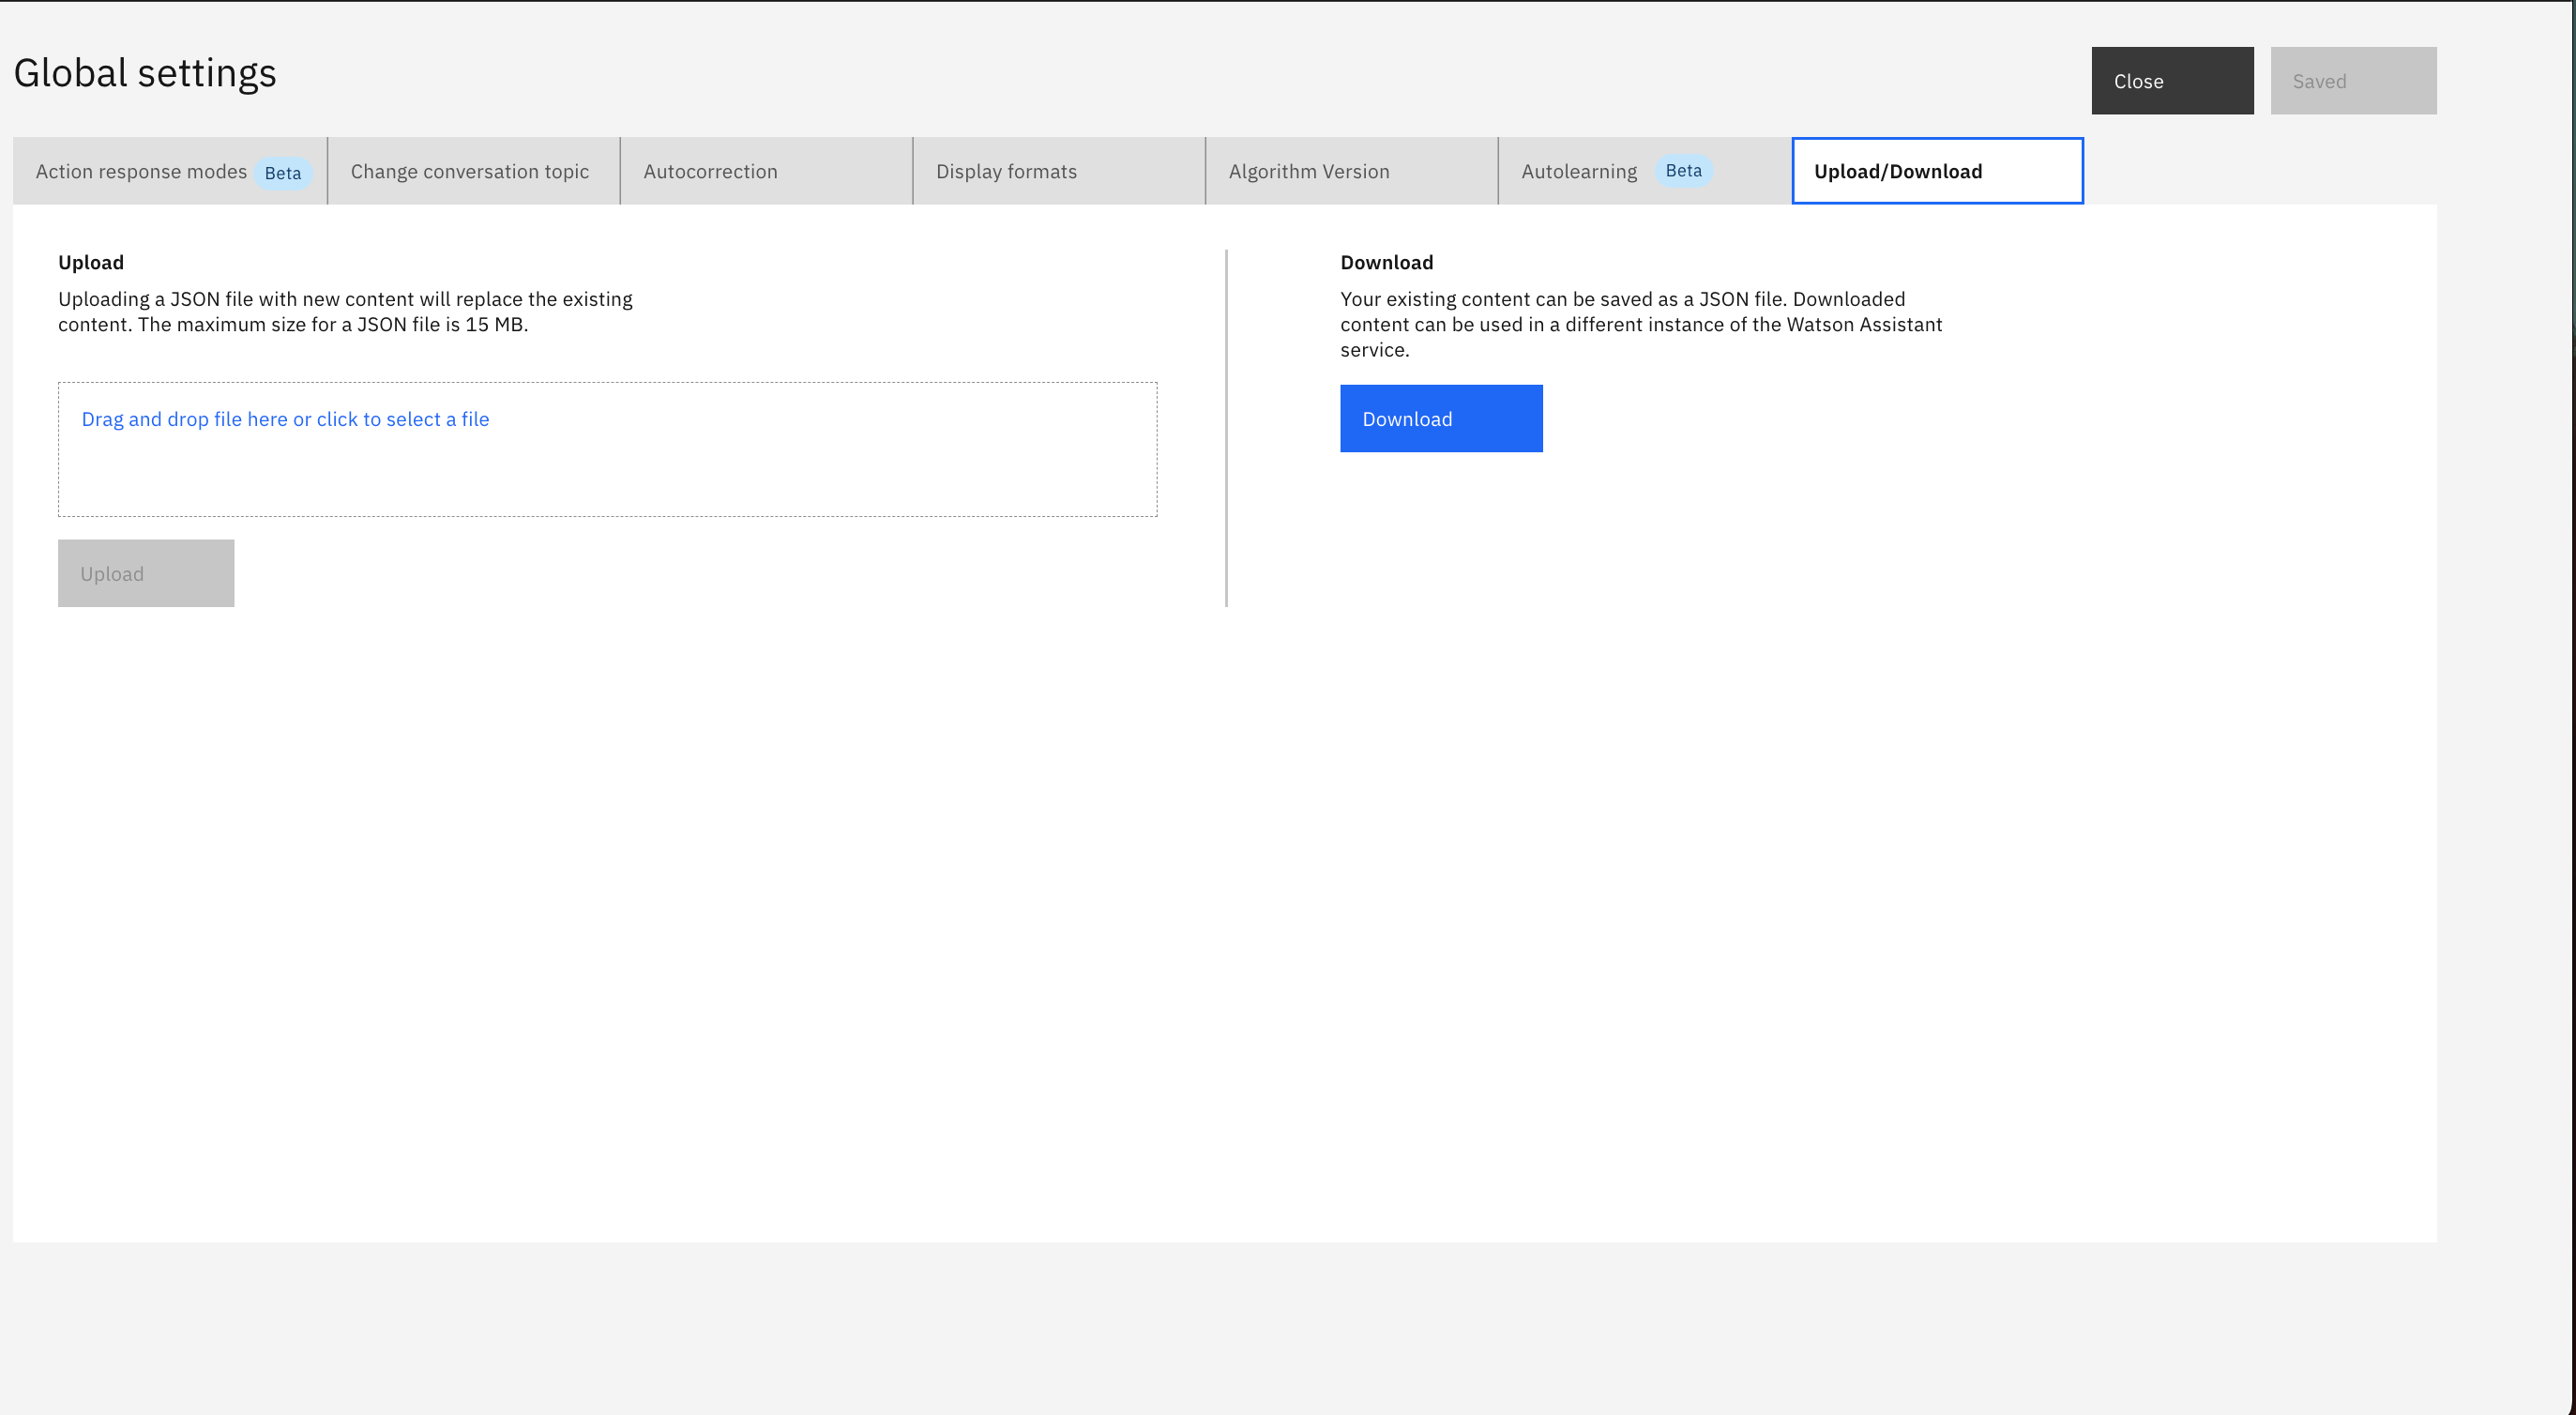 Global settings
Close
Saved
Action response modes Beta
Change conversation topic
Autocorrection
Display formats
Algorithm Version
Autolearning Beta
Upload/Download
Upload
Uploading a JSON file with new content will replace the existing
content. The maximum size for a JSON file is 15 MB.
Drag and drop file here or click to select a file
Upload
Download
Your existing content can be saved as a JSON file. Downloaded
content can be used in a different instance of the Watson Assistant
service.
Download